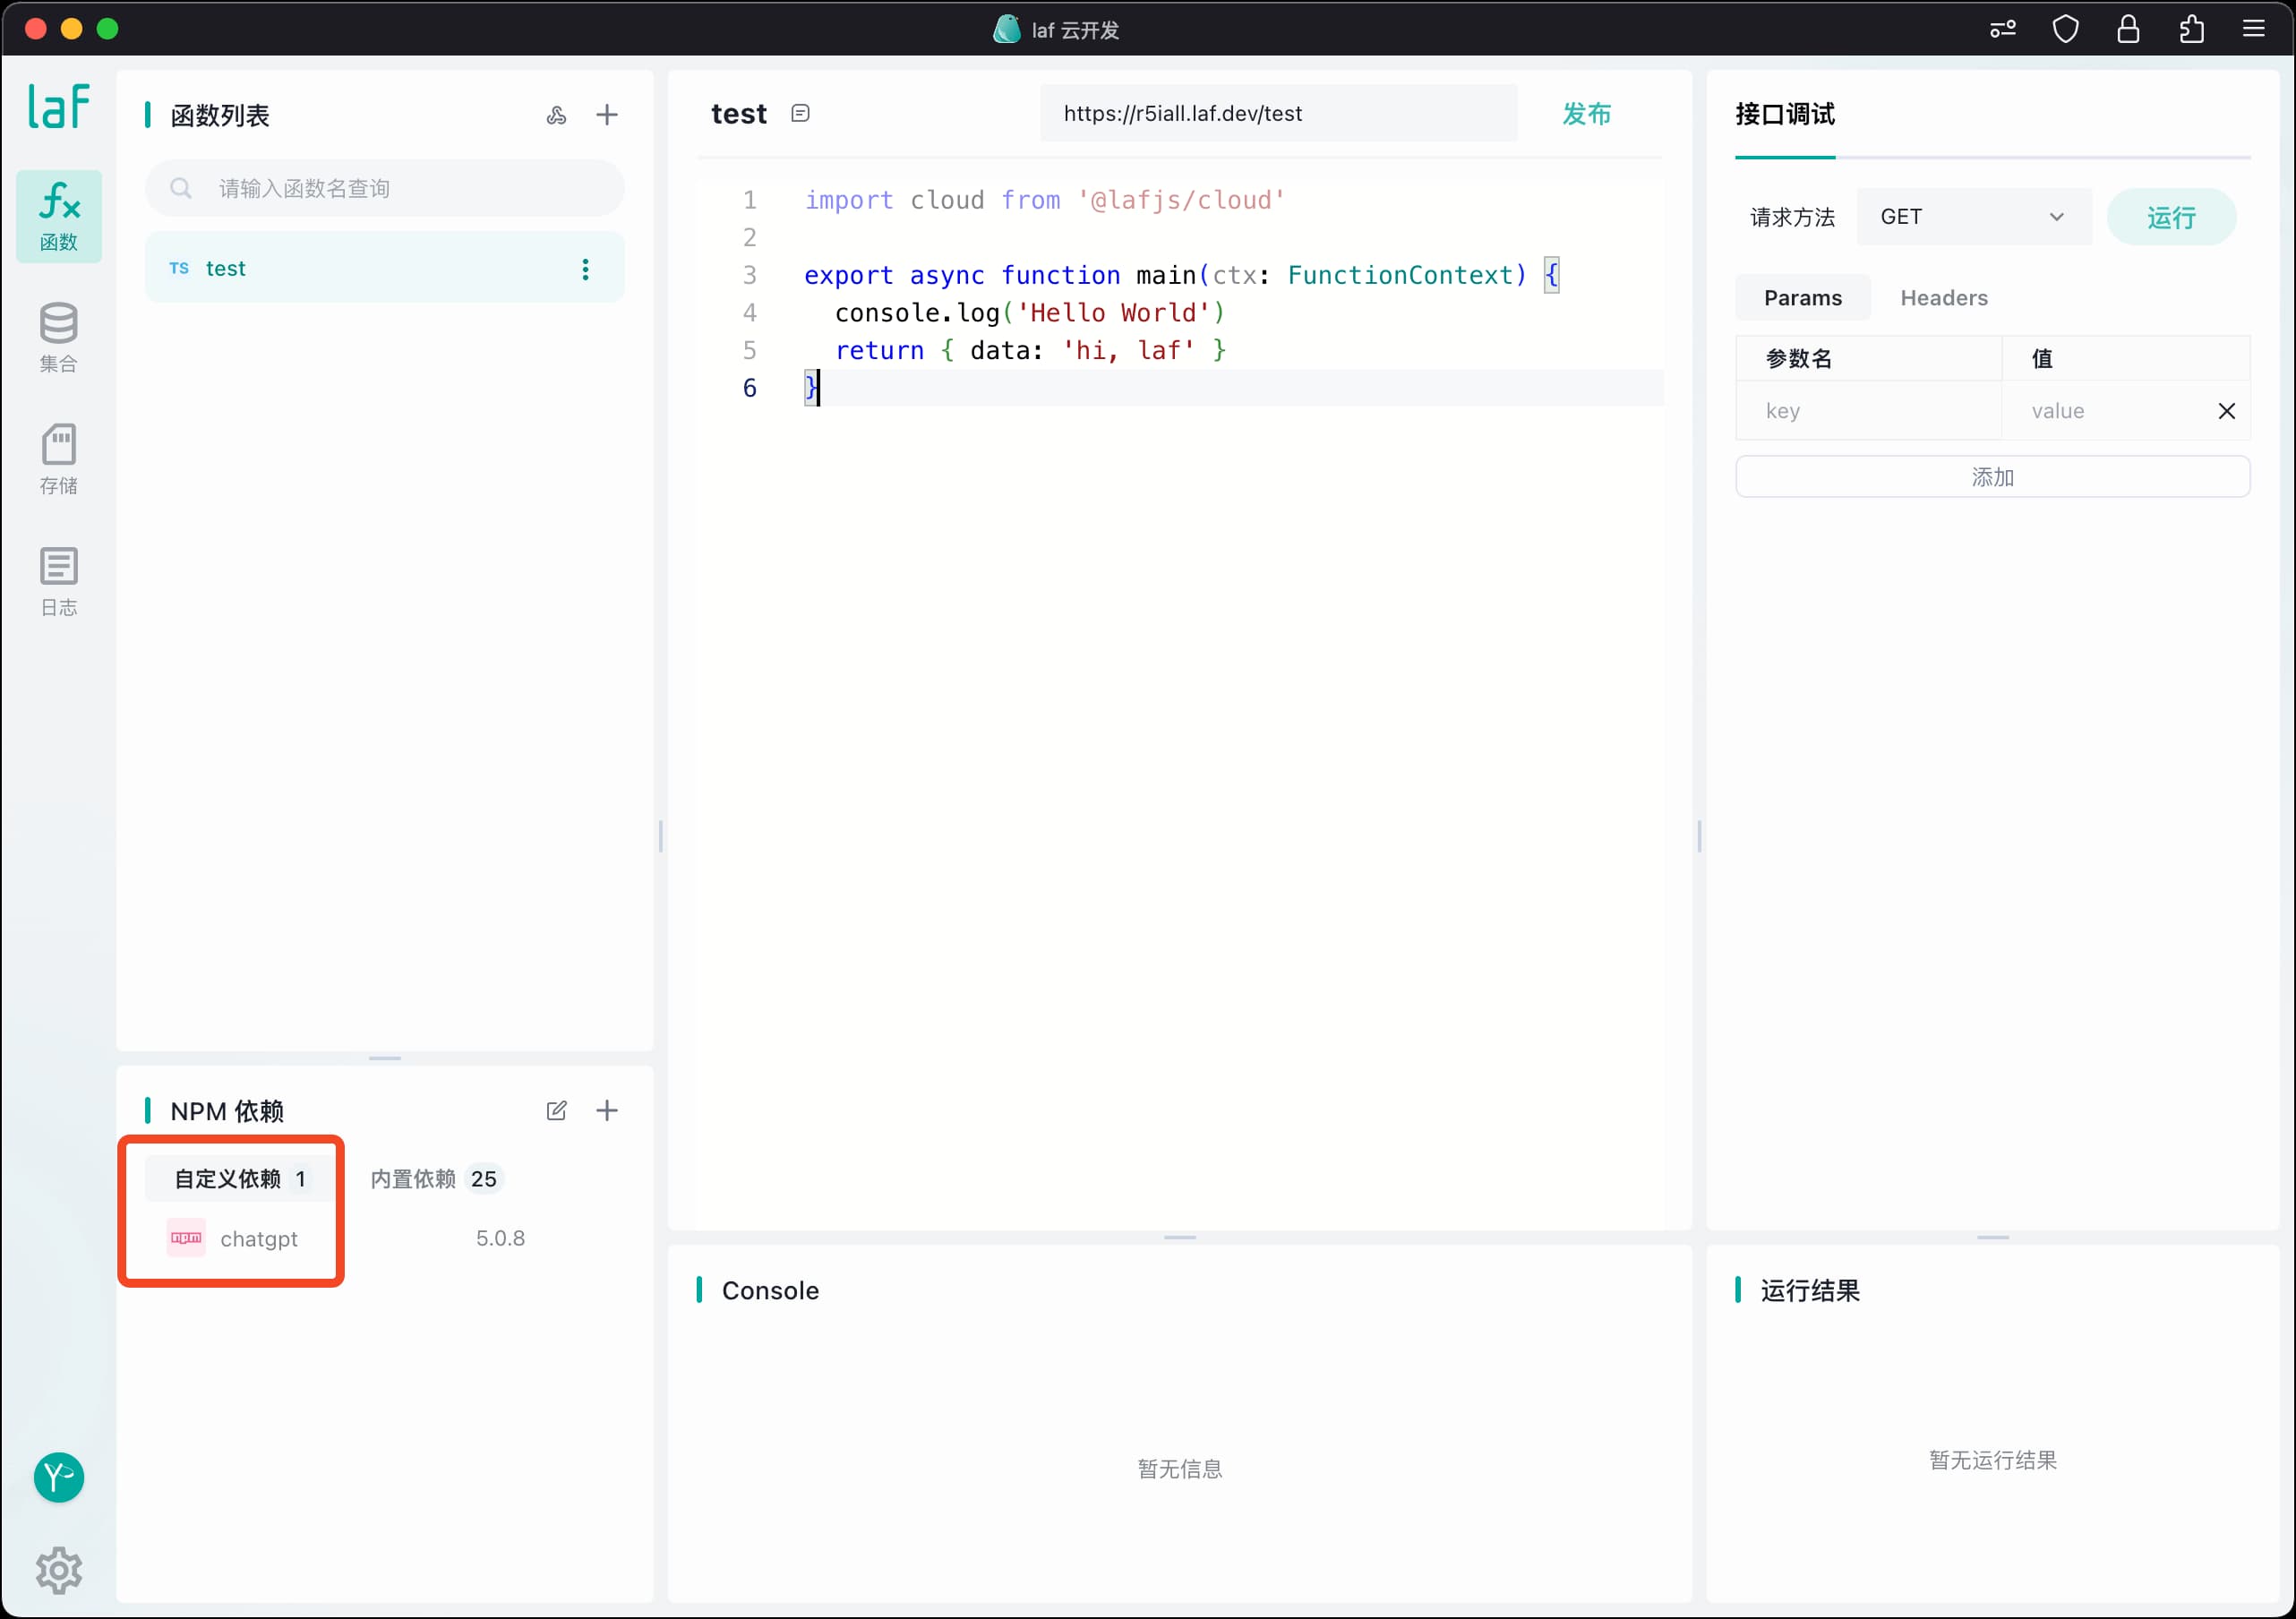 laf 云开发
laf
函数
集合
存储
日志
函数列表
请输入函数名查询
TS test
NPM 依赖
自定义依赖 1 内置依赖 25
npm chatgpt 5.0.8
test https://r5iall.laf.dev/test 发布
1 import cloud from '@lafjs/cloud'
2
3 export async function main(ctx: FunctionContext) {
4 console.log('Hello World')
5 return { data: 'hi, laf' }
6 }
Console
暂无信息
接口调试
请求方法 GET 运行
Params Headers
参数名 值
key value
添加
运行结果
暂无运行结果